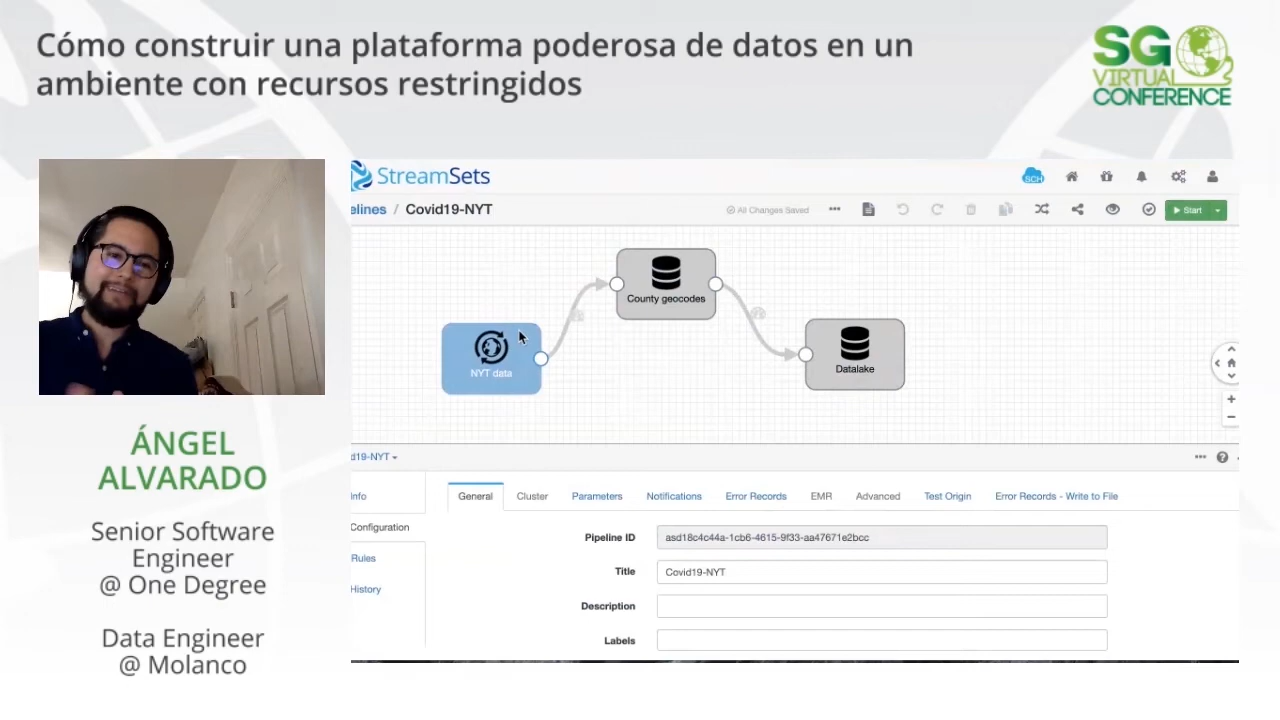 Cómo construir una plataforma poderosa de datos en un
ambiente con recursos restringidos
SG
VIRTUAL
CONFERENCE
StreamSets
SCH
elines / Covid19-NYT
All Changes Saved
Start
County geocodes
NYT data
Datalake
d19-NYT
nfo
Configuration
Rules
History
General Cluster Parameters Notifications Error Records EMR Advanced Test Origin Error Records - Write to File
Pipeline ID asd18c4c44a-1cb6-4615-9f33-aa47671e2bcc
Title Covid19-NYT
Description
Labels
ÁNGEL
ALVARADO
Senior Software
Engineer
@ One Degree
Data Engineer
@ Molanco